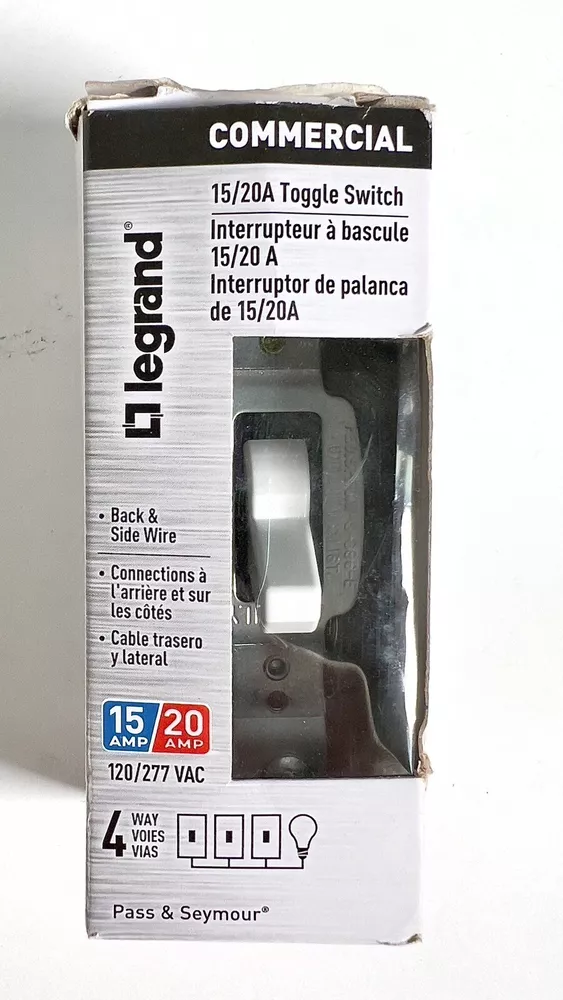 COMMERCIAL
15/20A Toggle Switch
Interrupteur à bascule
15/20 A
Interruptor de palanca
de 15/20A
legrand®
• Back &
Side Wire
• Connections à
l'arrière et sur
les côtés
• Cable trasero
y lateral
15 AMP / 20 AMP
120/277 VAC
4 WAY
VOIES
VIAS
Pass & Seymour®